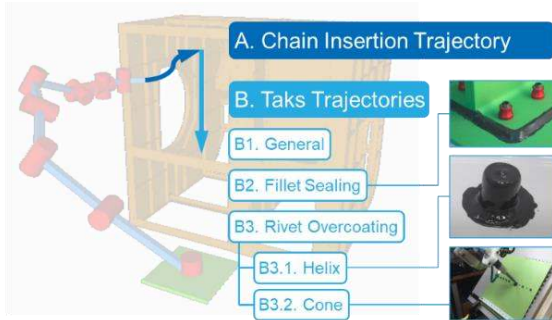 A. Chain Insertion Trajectory
B. Taks Trajectories
B1. General
B2. Fillet Sealing
B3. Rivet Overcoating
B3.1. Helix
B3.2. Cone